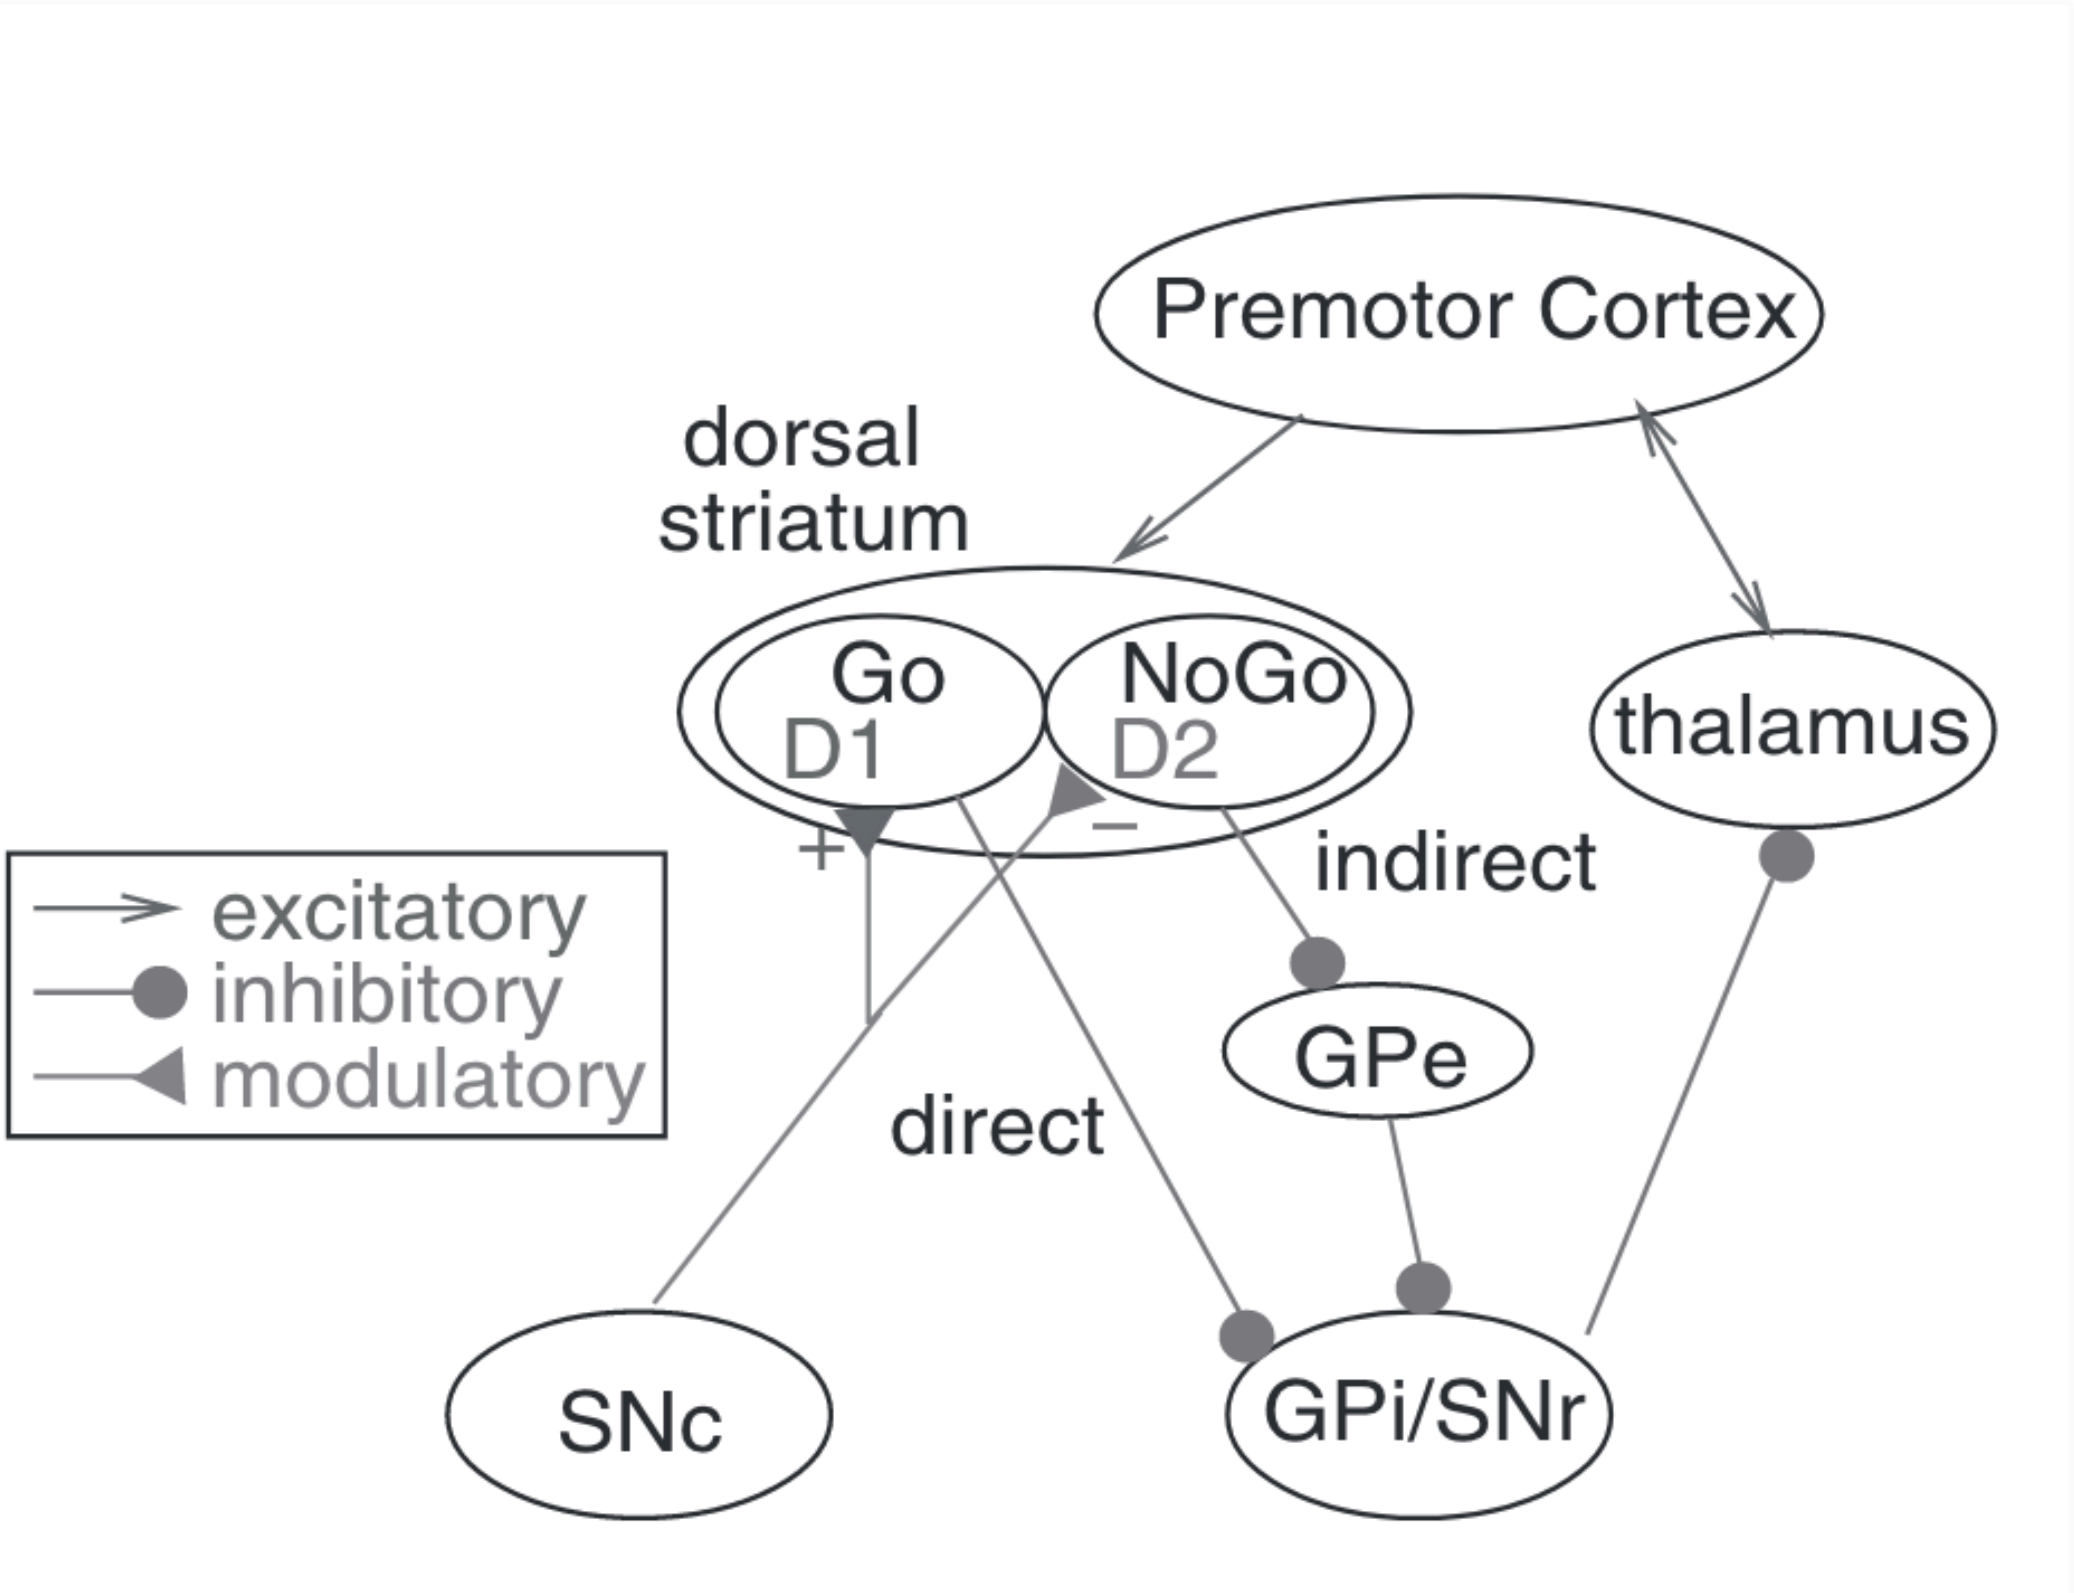 Premotor Cortex
dorsal
striatum
Go
NoGo
D1
D2
thalamus
+
−
indirect
excitatory
inhibitory
modulatory
GPe
direct
SNc
GPi/SNr